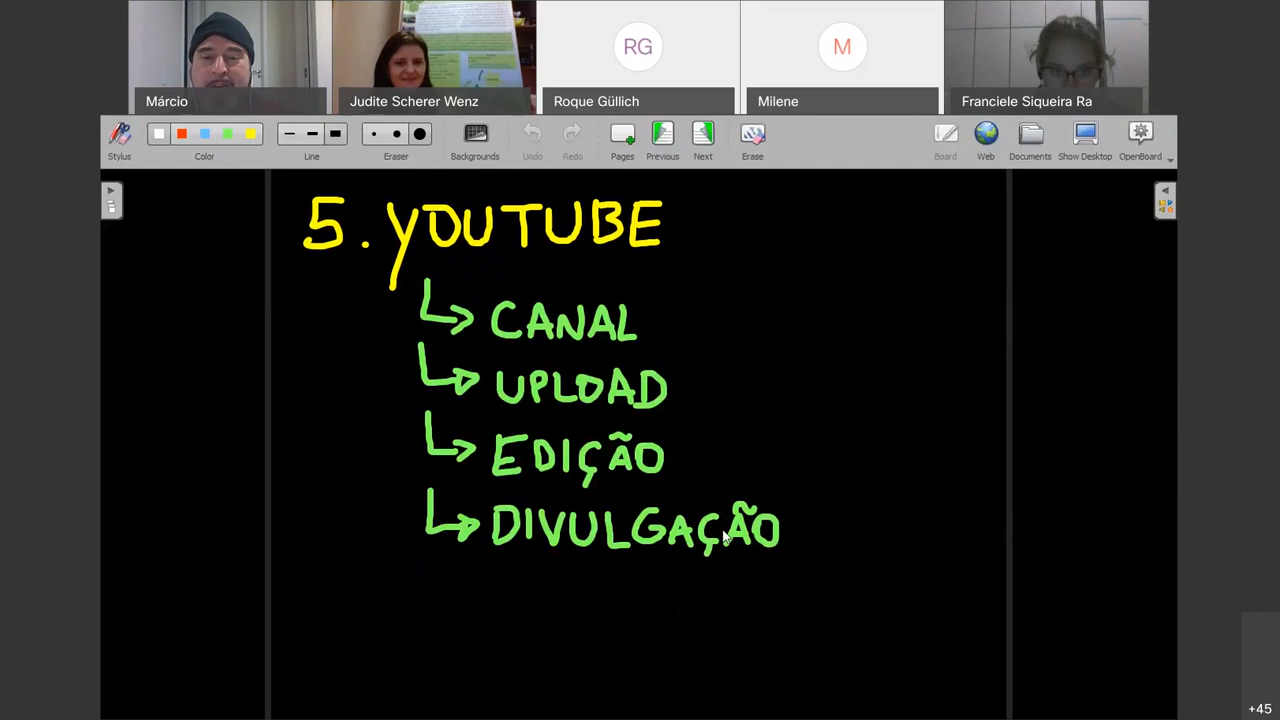 RG
M
Márcio
Judite Scherer Wenz
Roque Güllich
Milene
Franciele Siqueira Ra
Stylus
Color
Line
Eraser
Backgrounds
Undo
Redo
Pages
Previous
Next
Erase
Board
Web
Documents
Show Desktop
OpenBoard
5. YOUTUBE
CANAL
UPLOAD
EDIÇÃO
DIVULGAÇÃO
+45